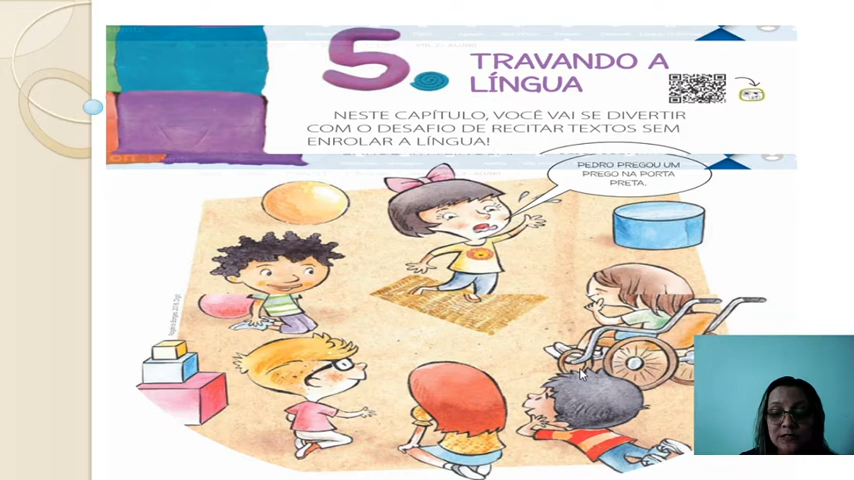 5. TRAVANDO A
LÍNGUA
NESTE CAPÍTULO, VOCÊ VAI SE DIVERTIR
COM O DESAFIO DE RECITAR TEXTOS SEM
ENROLAR A LÍNGUA!
PEDRO PREGOU UM
PREGO NA PORTA
PRETA.